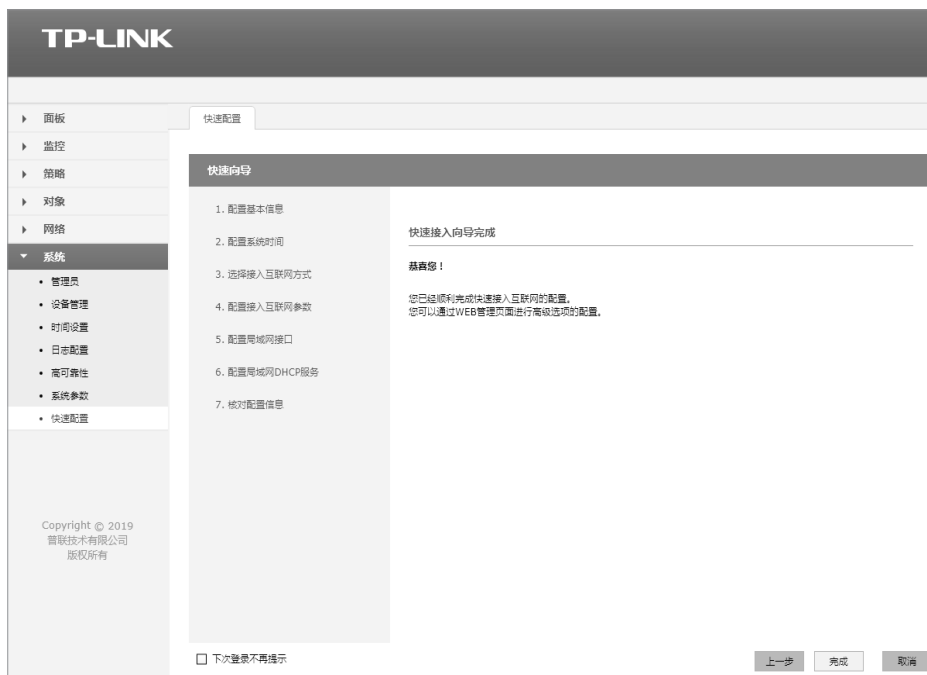 TP-LINK
面板
监控
策略
对象
网络
系统
管理员
设备管理
时间设置
日志配置
高可靠性
系统参数
快速配置
Copyright © 2019
普联技术有限公司
版权所有
快速配置
快速向导
1. 配置基本信息
2. 配置系统时间
3. 选择接入互联网方式
4. 配置接入互联网参数
5. 配置局域网接口
6. 配置局域网DHCP服务
7. 核对配置信息
快速接入向导完成
恭喜您！
您已经顺利完成快速接入互联网的配置。
您可以通过WEB管理页面进行高级选项的配置。
下次登录不再提示
上一步
完成
取消